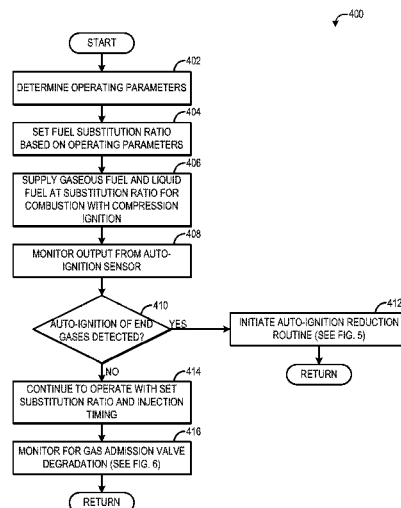 400
START
402
DETERMINE OPERATING PARAMETERS
404
SET FUEL SUBSTITUTION RATIO
BASED ON OPERATING PARAMETERS
406
SUPPLY GASEOUS FUEL AND LIQUID
FUEL AT SUBSTITUTION RATIO FOR
COMBUSTION WITH COMPRESSION
IGNITION
408
MONITOR OUTPUT FROM AUTO-
IGNITION SENSOR
410
AUTO-IGNITION OF END
GASES DETECTED?
YES
412
INITIATE AUTO-IGNITION REDUCTION
ROUTINE (SEE FIG. 5)
RETURN
NO
414
CONTINUE TO OPERATE WITH SET
SUBSTITUTION RATIO AND INJECTION
TIMING
416
MONITOR FOR GAS ADMISSION VALVE
DEGRADATION (SEE FIG. 6)
RETURN